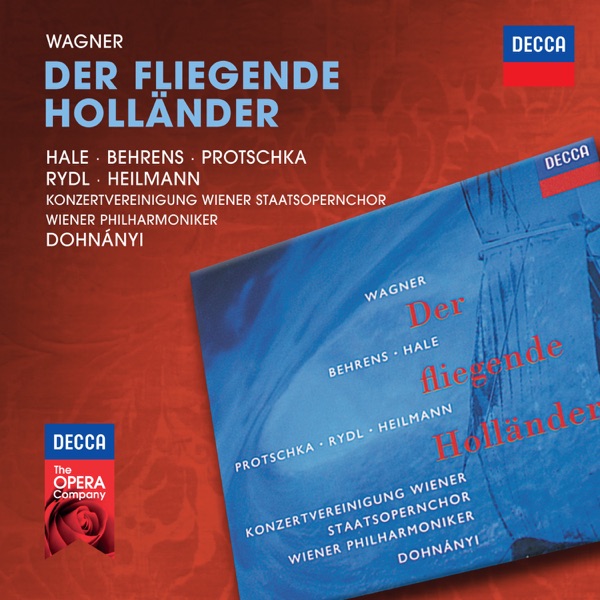 WAGNER
DER FLIEGENDE
HOLLÄNDER
HALE · BEHRENS · PROTSCHKA
RYDL · HEILMANN
KONZERTVEREINIGUNG WIENER STAATSOPERNCHOR
WIENER PHILHARMONIKER
DOHNÁNYI
DECCA
DECCA
WAGNER
Der
BEHRENS · HALE
fliegende
PROTSCHKA · RYDL · HEILMANN
Holländer
KONZERTVEREINIGUNG WIENER
STAATSOPERNCHOR
WIENER PHILHARMONIKER
DOHNÁNYI
DECCA
The
OPERA
Company